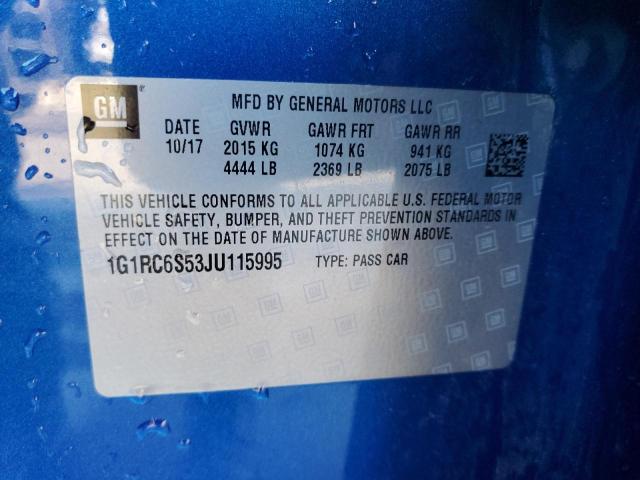 GM
MFD BY GENERAL MOTORS LLC
DATE GVWR GAWR FRT GAWR RR
10/17 2015 KG 1074 KG 941 KG
4444 LB 2369 LB 2075 LB
THIS VEHICLE CONFORMS TO ALL APPLICABLE U.S. FEDERAL MOTOR
VEHICLE SAFETY, BUMPER, AND THEFT PREVENTION STANDARDS IN
EFFECT ON THE DATE OF MANUFACTURE SHOWN ABOVE.
1G1RC6S53JU115995 TYPE: PASS CAR